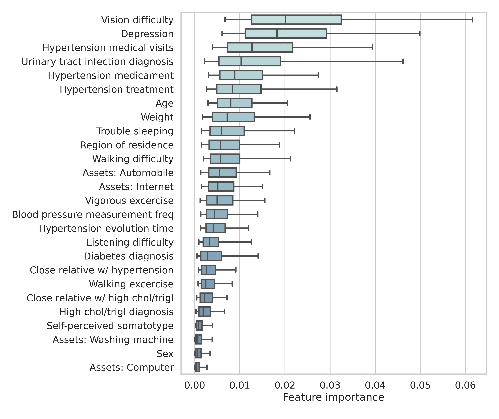 Vision difficulty
Depression
Hypertension medical visits
Urinary tract infection diagnosis
Hypertension medicament
Hypertension treatment
Age
Weight
Trouble sleeping
Region of residence
Walking difficulty
Assets: Automobile
Assets: Internet
Vigorous excercise
Blood pressure measurement freq
Hypertension evolution time
Listening difficulty
Diabetes diagnosis
Close relative w/ hypertension
Walking excercise
Close relative w/ high chol/trigl
High chol/trigl diagnosis
Self-perceived somatotype
Assets: Washing machine
Sex
Assets: Computer
0.00 0.01 0.02 0.03 0.04 0.05 0.06
Feature importance